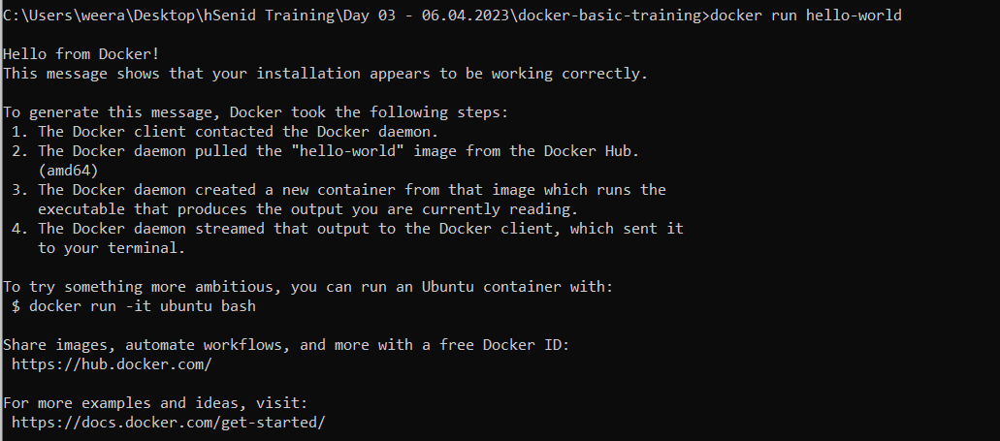 C:\Users\weera\Desktop\hSenid Training\Day 03 - 06.04.2023\docker-basic-training>docker run hello-world
Hello from Docker!
This message shows that your installation appears to be working correctly.
To generate this message, Docker took the following steps:
1. The Docker client contacted the Docker daemon.
2. The Docker daemon pulled the "hello-world" image from the Docker Hub.
(amd64)
3. The Docker daemon created a new container from that image which runs the
executable that produces the output you are currently reading.
4. The Docker daemon streamed that output to the Docker client, which sent it
to your terminal.
To try something more ambitious, you can run an Ubuntu container with:
$ docker run -it ubuntu bash
Share images, automate workflows, and more with a free Docker ID:
https://hub.docker.com/
For more examples and ideas, visit:
https://docs.docker.com/get-started/